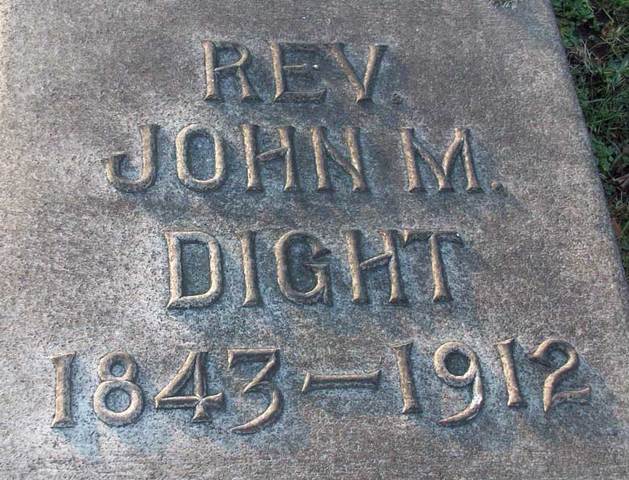 REV.
JOHN M.
DIGHT
1843–1912